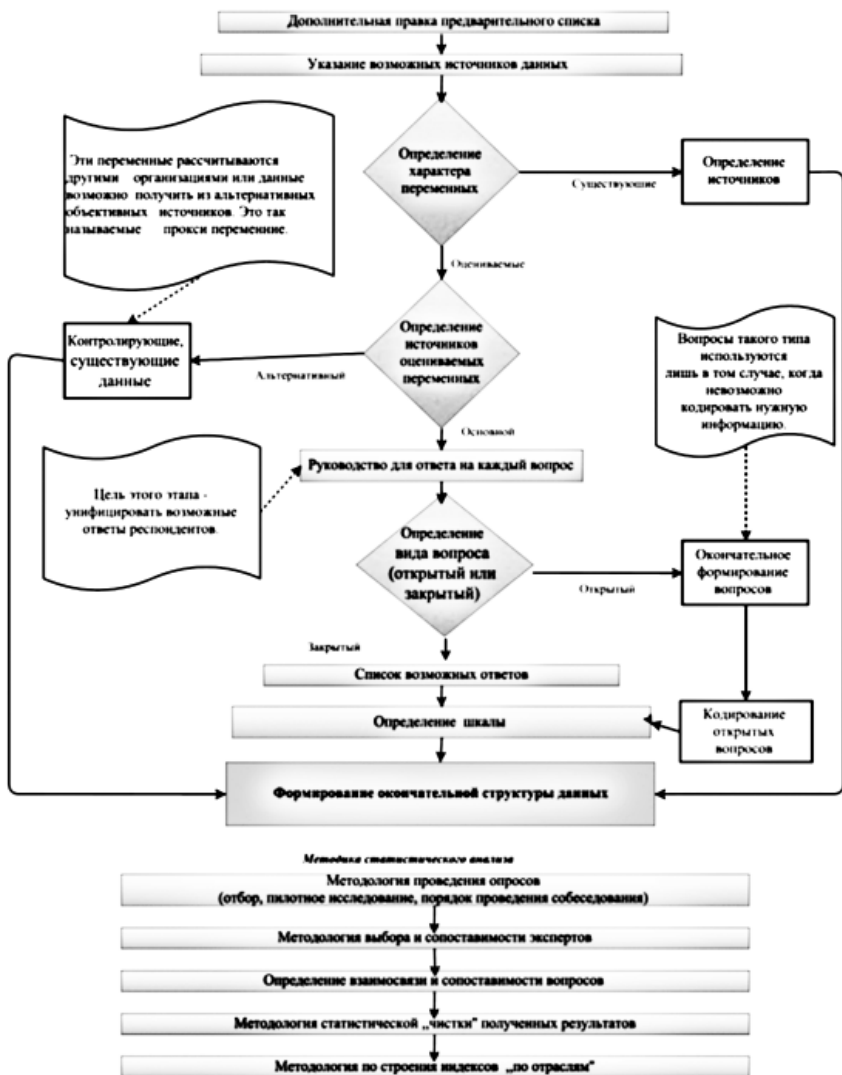 Дополнительная правка предварительного списка
Указание возможных источников данных
Эти переменные рассчитываются
другими организациями или данные
возможно получить из альтернативных
объективных источников. Это так
называемые прокси переменние.
Определение
характера
переменных
Существующие
Определение
источников
Оцениваемые
Контролирующие,
существующие
данные
Альтернативный
Определение
источников
оцениваемых
переменных
Вопросы такого типа
используются
лишь в том случае, когда
невозможно
кодировать нужную
информацию.
Основной
Руководство для ответа на каждый вопрос
Цель этого этапа -
унифицировать возможные
ответы респондентов.
Определение
вида вопроса
(открытый или
закрытый)
Открытый
Окончательное
формирование
вопросов
Закрытый
Список возможных ответов
Определение шкалы
Кодирование
открытых
вопросов
Формирование окончательной структуры данных
Методика статистического анализа
Методология проведения опросов
(отбор, пилотное исследование, порядок проведения собеседования)
Методология выбора и сопоставимости экспертов
Определение взаимосвязи и сопоставимости вопросов
Методология статистической „чистки" полученных результатов
Методология по строения индексов „по отраслям"